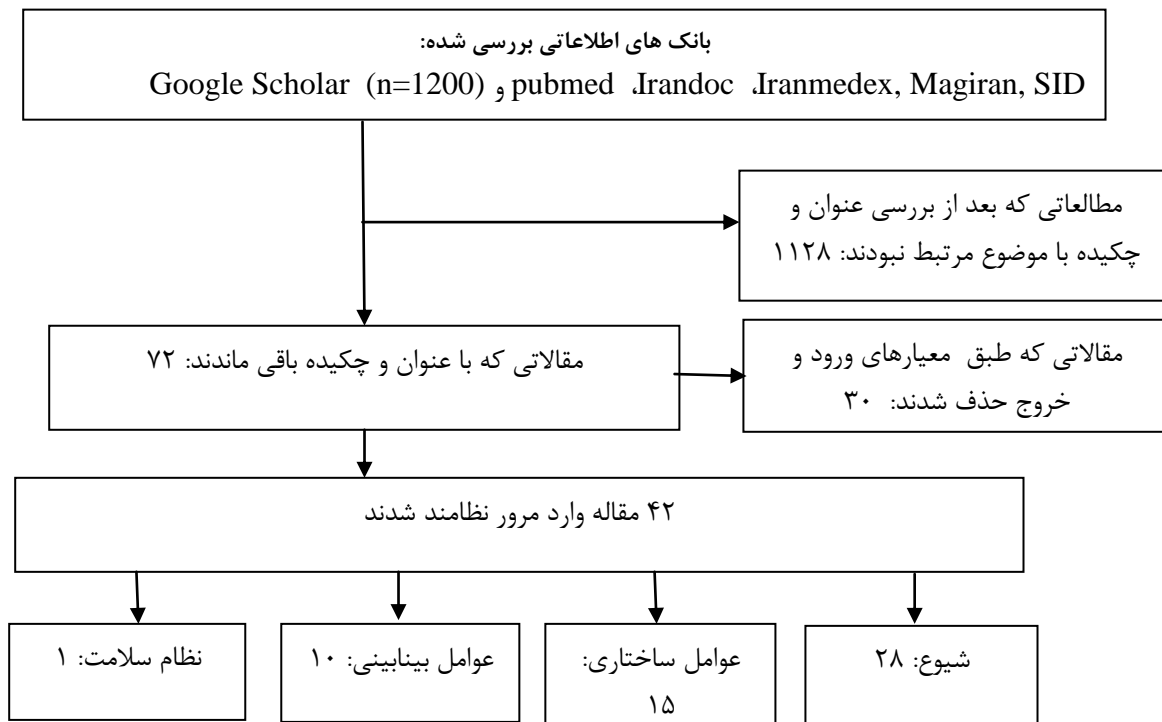 بانک های اطلاعاتی بررسی شده:
pubmed ،Irandoc ،Iranmedex, Magiran, SID و Google Scholar (n=1200)
مطالعاتی که بعد از بررسی عنوان و
چکیده با موضوع مرتبط نبودند: ۱۱۲۸
مقالاتی که با عنوان و چکیده باقی ماندند: ۷۲
مقالاتی که طبق معیارهای ورود و
خروج حذف شدند: ۳۰
۴۲ مقاله وارد مرور نظامند شدند
شیوع: ۲۸
عوامل ساختاری:
۱۵
عوامل بینابینی: ۱۰
نظام سلامت: ۱